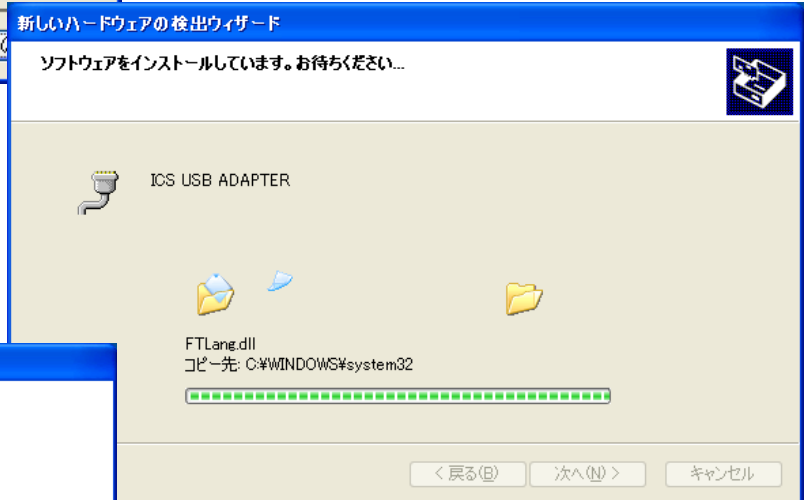 新しいハードウェアの検出ウィザード
ソフトウェアをインストールしています。お待ちください...
ICS USB ADAPTER
FTLang.dll
コピー先: C:¥WINDOWS¥system32
< 戻る(B)
次へ(N) >
キャンセル